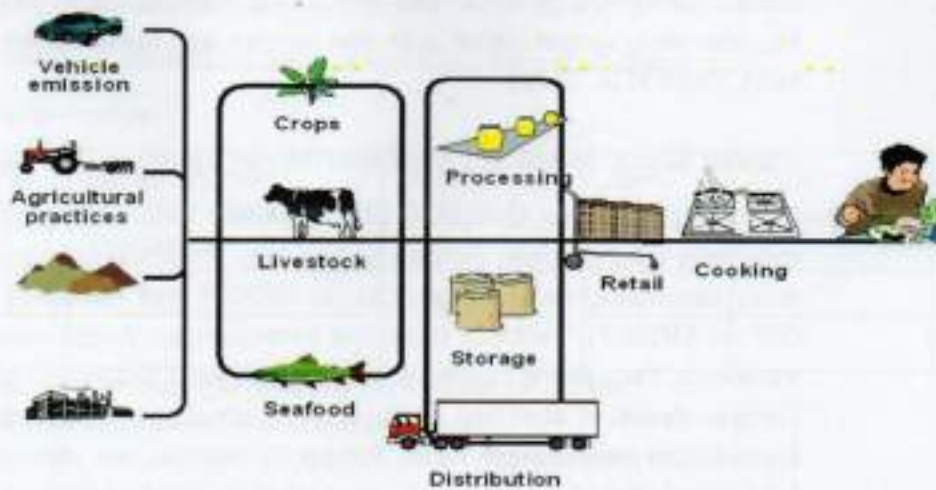 Vehicle
emission
Agricultural
practices
Crops
Livestock
Seafood
Processing
Storage
Distribution
Retail
Cooking